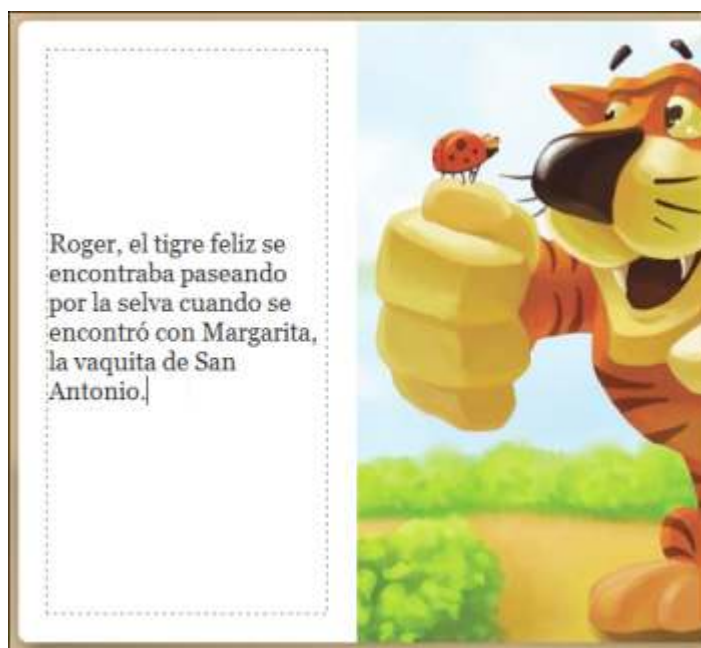 Roger, el tigre feliz se
encontraba paseando
por la selva cuando se
encontró con Margarita,
la vaquita de San
Antonio.